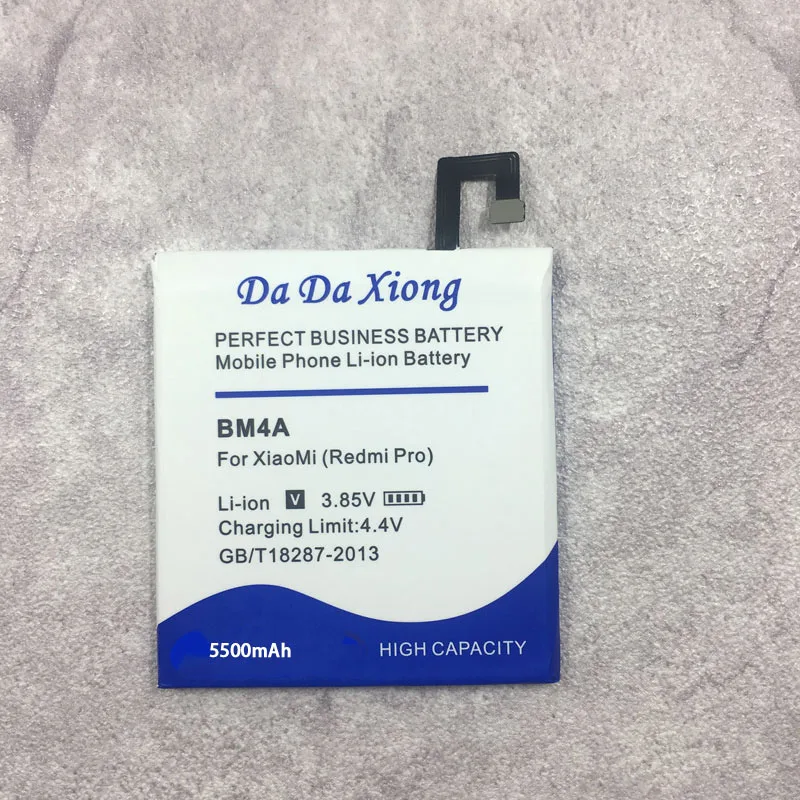 Da Da Xiong
PERFECT BUSINESS BATTERY
Mobile Phone Li-ion Battery
BM4A
For XiaoMi (Redmi Pro)
Li-ion V 3.85V
Charging Limit:4.4V
GB/T18287-2013
5500mAh HIGH CAPACITY